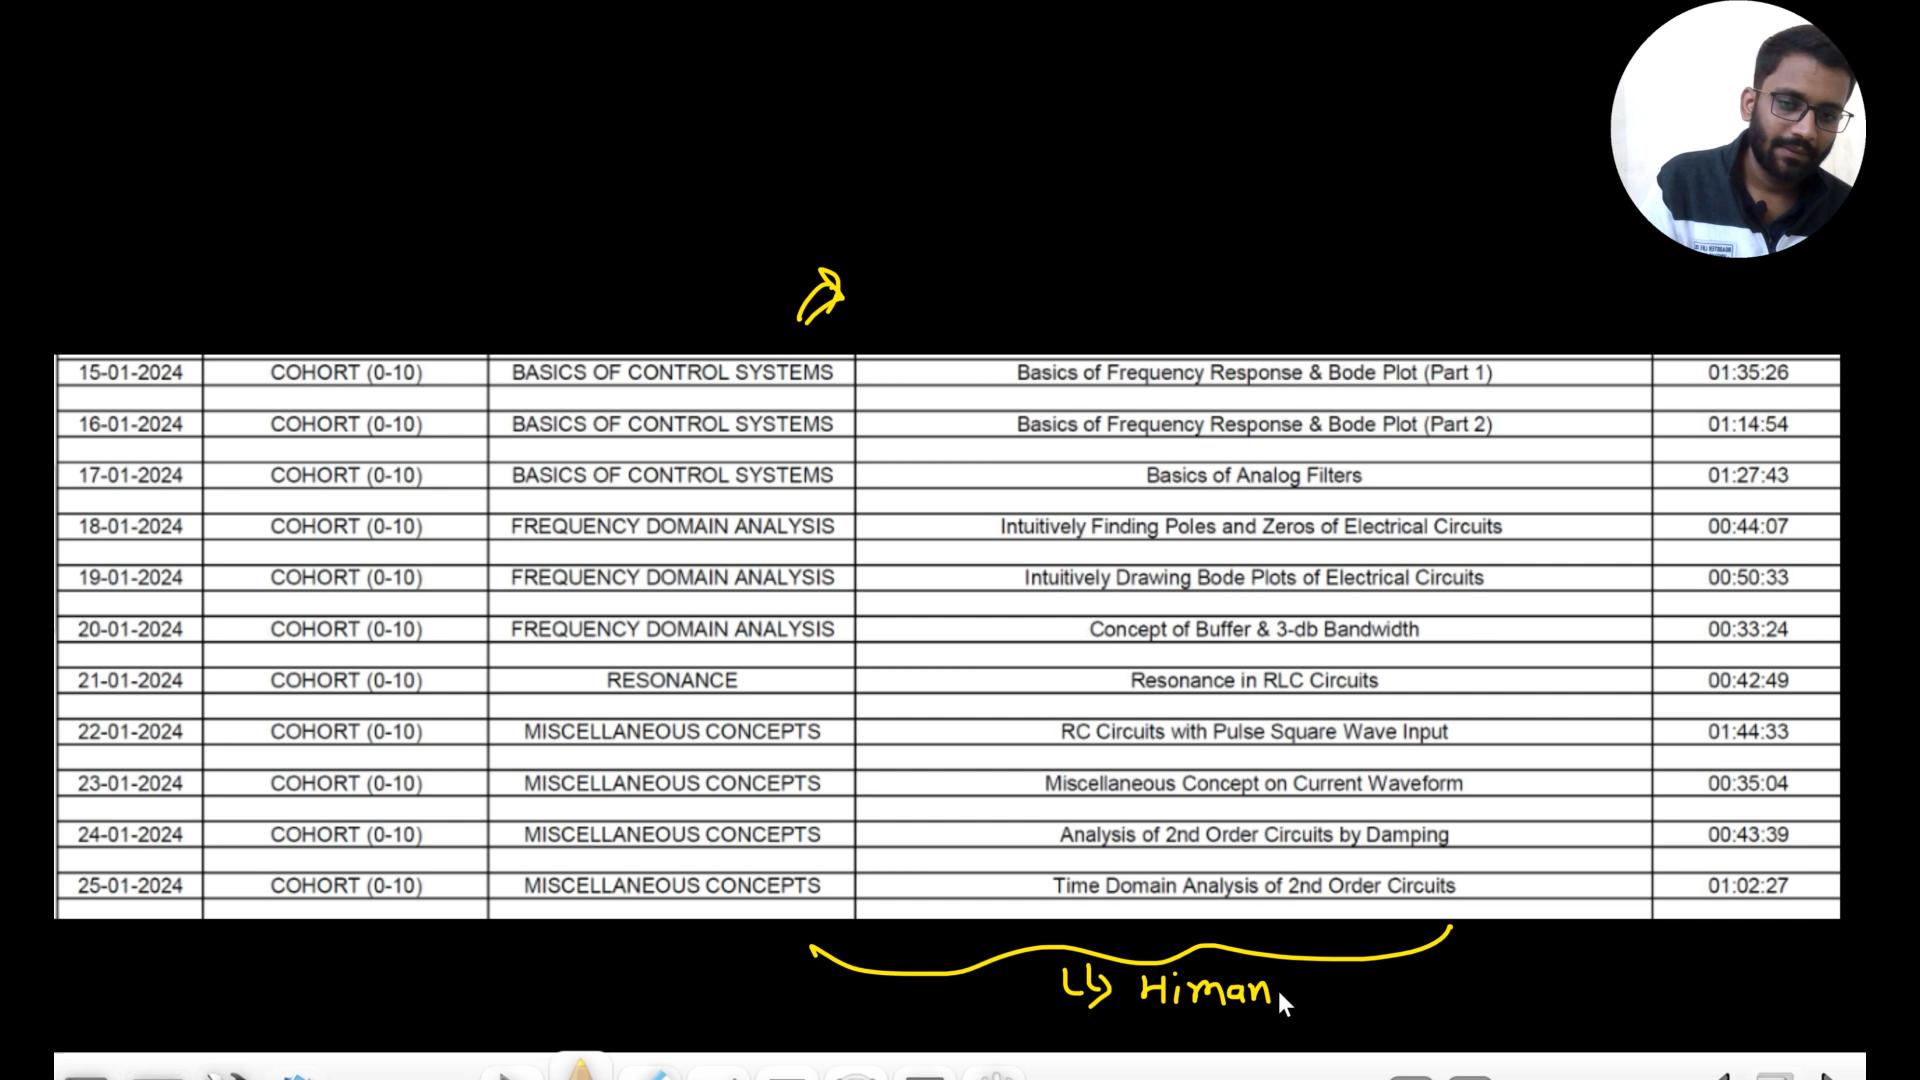 15-01-2024 COHORT (0-10) BASICS OF CONTROL SYSTEMS Basics of Frequency Response & Bode Plot (Part 1) 01:35:26
16-01-2024 COHORT (0-10) BASICS OF CONTROL SYSTEMS Basics of Frequency Response & Bode Plot (Part 2) 01:14:54
17-01-2024 COHORT (0-10) BASICS OF CONTROL SYSTEMS Basics of Analog Filters 01:27:43
18-01-2024 COHORT (0-10) FREQUENCY DOMAIN ANALYSIS Intuitively Finding Poles and Zeros of Electrical Circuits 00:44:07
19-01-2024 COHORT (0-10) FREQUENCY DOMAIN ANALYSIS Intuitively Drawing Bode Plots of Electrical Circuits 00:50:33
20-01-2024 COHORT (0-10) FREQUENCY DOMAIN ANALYSIS Concept of Buffer & 3-db Bandwidth 00:33:24
21-01-2024 COHORT (0-10) RESONANCE Resonance in RLC Circuits 00:42:49
22-01-2024 COHORT (0-10) MISCELLANEOUS CONCEPTS RC Circuits with Pulse Square Wave Input 01:44:33
23-01-2024 COHORT (0-10) MISCELLANEOUS CONCEPTS Miscellaneous Concept on Current Waveform 00:35:04
24-01-2024 COHORT (0-10) MISCELLANEOUS CONCEPTS Analysis of 2nd Order Circuits by Damping 00:43:39
25-01-2024 COHORT (0-10) MISCELLANEOUS CONCEPTS Time Domain Analysis of 2nd Order Circuits 01:02:27
Himan